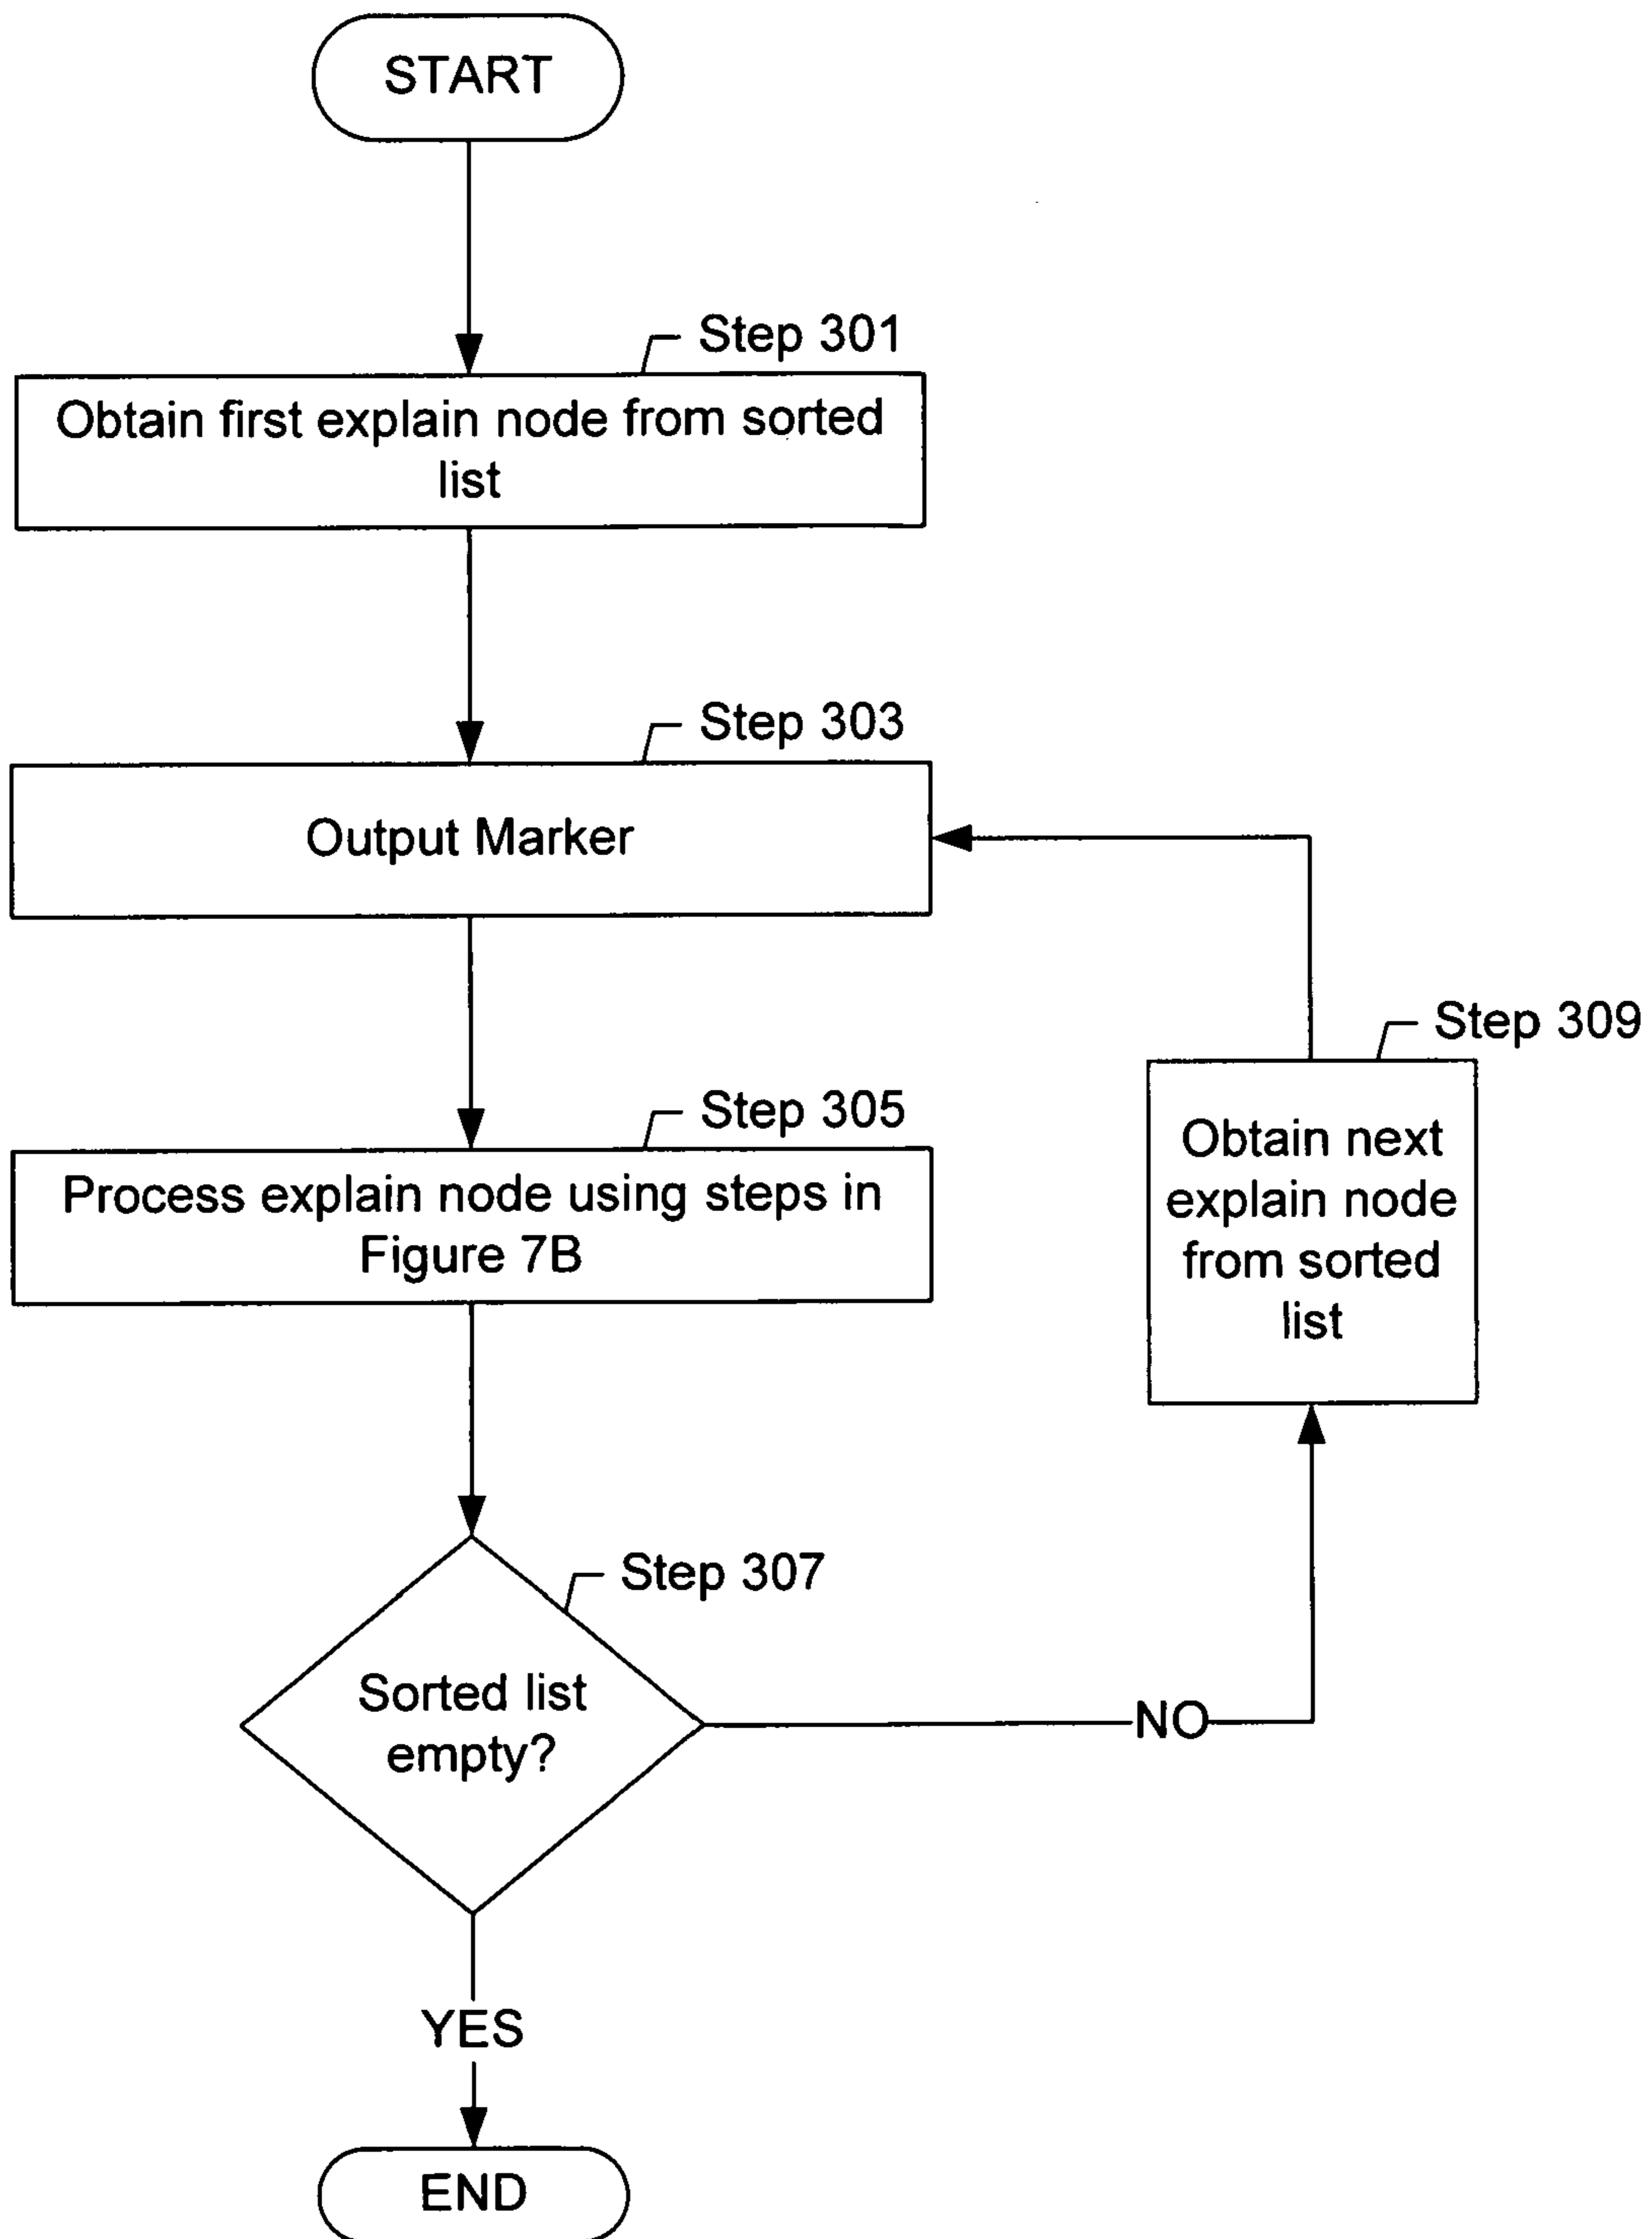 START
Step 301
Obtain first explain node from sorted
list
Step 303
Output Marker
Step 309
Obtain next
explain node
from sorted
list
Step 305
Process explain node using steps in
Figure 7B
Step 307
Sorted list
empty?
NO
YES
END